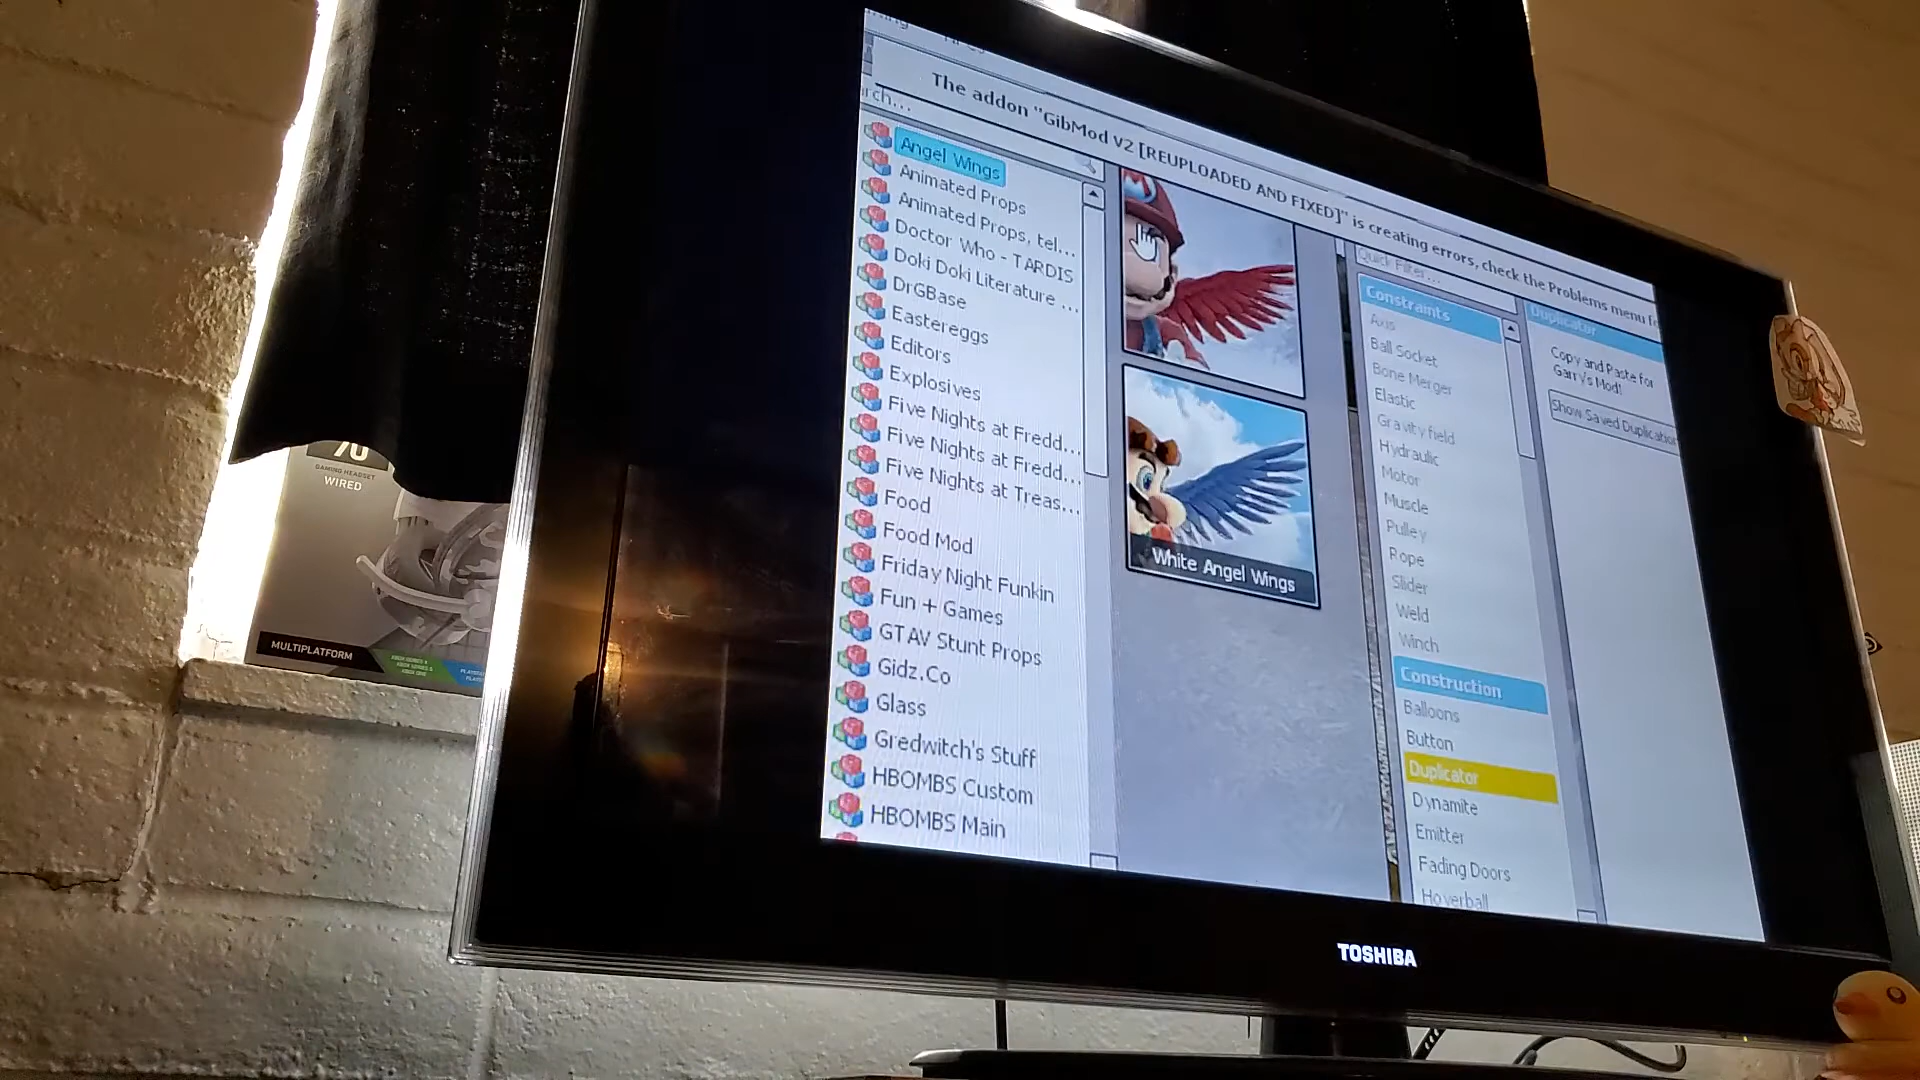 The addon "GibMod V2 [REUPLOADED AND FIXED]" is creating errors, check the Problems menu
Angel Wings
Animated Props
Animated Props, tel...
Doctor Who - TARDIS
Doki Doki Literature ...
DrGBase
Eastereggs
Editors
Explosives
Five Nights at Fredd...
Five Nights at Fredd...
Five Nights at Treas...
Food
Food Mod
Friday Night Funkin
Fun + Games
GTAV Stunt Props
Gidz.Co
Glass
Gredwitch's Stuff
HBOMBS Custom
HBOMBS Main
White Angel Wings
Quick Filter...
Constraints
Axis
Ball Socket
Bone Merger
Elastic
Gravity field
Hydraulic
Motor
Muscle
Pulley
Rope
Slider
Weld
Winch
Construction
Balloons
Button
Duplicator
Dynamite
Emitter
Fading Doors
Hoverball
Duplicator
Copy and Paste for
Garry's Mod!
Show Saved Duplication
70
GAMING HEADSET
WIRED
MULTIPLATFORM
TOSHIBA